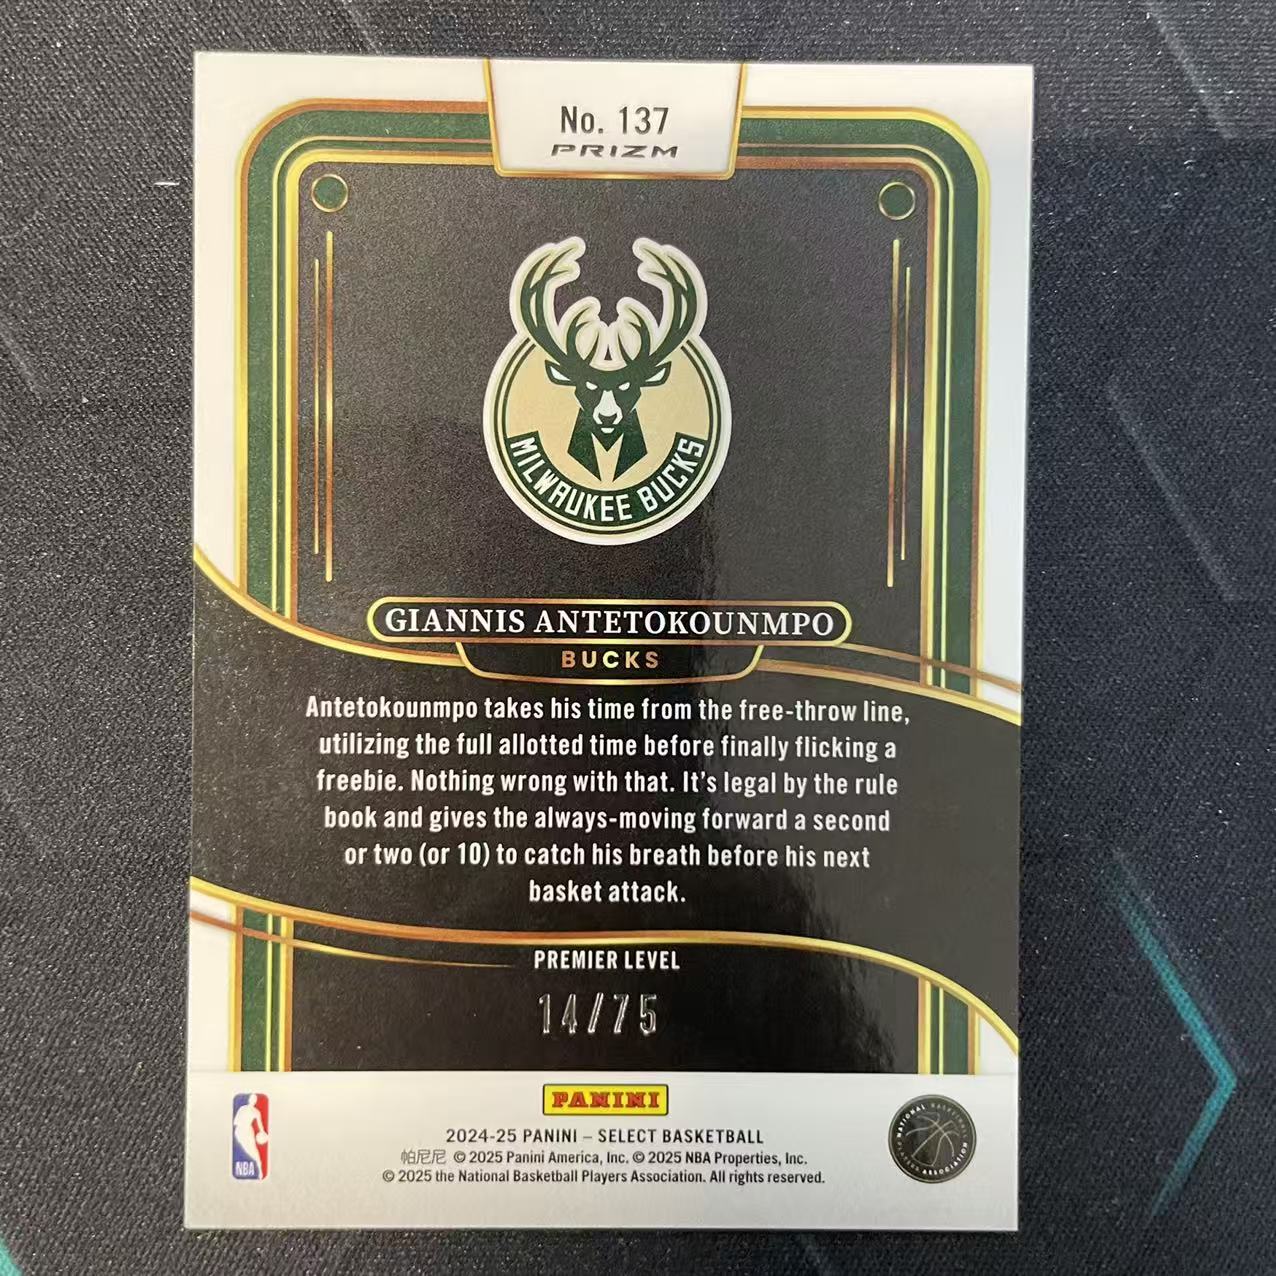 No. 137
PRIZM
MILWAUKEE BUCKS
GIANNIS ANTETOKOUNMPO
BUCKS
Antetokounmpo takes his time from the free-throw line,
utilizing the full allotted time before finally flicking a
freebie. Nothing wrong with that. It's legal by the rule
book and gives the always-moving forward a second
or two (or 10) to catch his breath before his next
basket attack.
PREMIER LEVEL
14/75
PANINI
NBA
NATIONAL BASKETBALL
PLAYERS ASSOCIATION
2024-25 PANINI – SELECT BASKETBALL
帕尼尼 © 2025 Panini America, Inc. © 2025 NBA Properties, Inc.
© 2025 the National Basketball Players Association. All rights reserved.